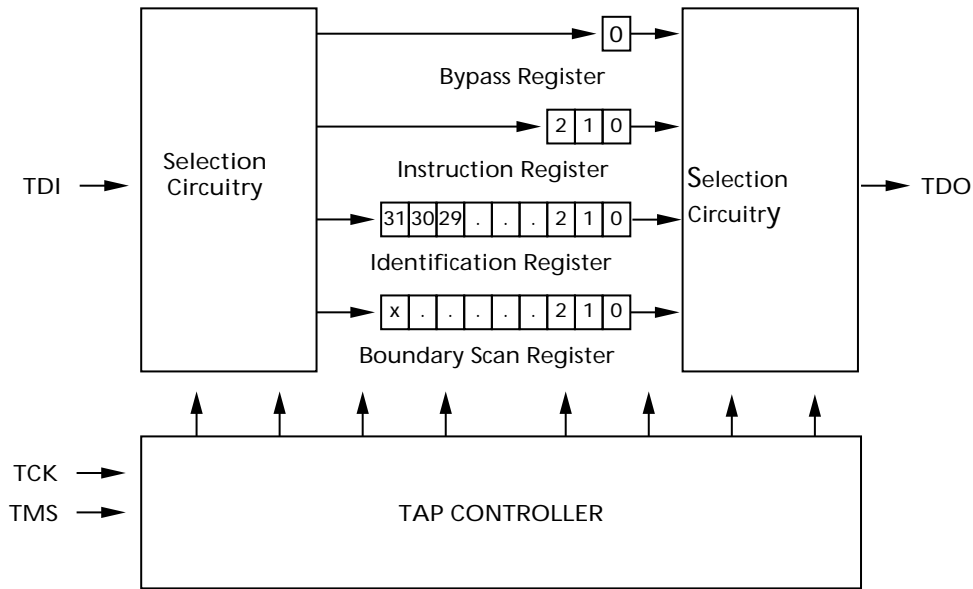 0
Bypass Register
2 1 0
Selection
Circuitry
Instruction Register
Selection
Circuitry
TDI
TDO
31 30 29 . . . 2 1 0
Identification Register
x . . . . . 2 1 0
Boundary Scan Register
TCK
TMS
TAP CONTROLLER